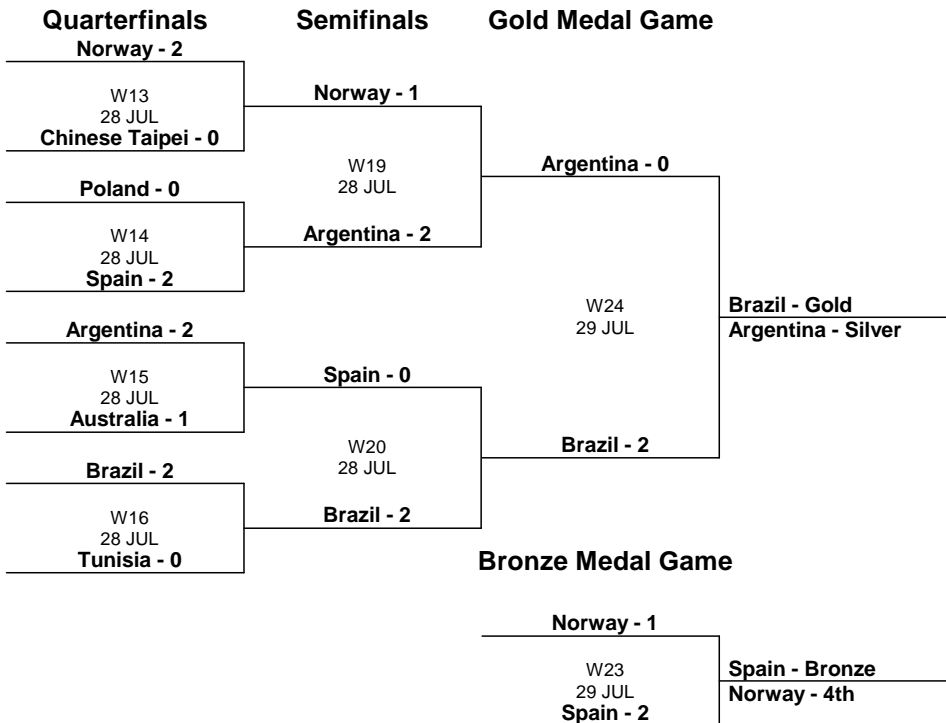 Quarterfinals
Semifinals
Gold Medal Game
Norway - 2
W13
28 JUL
Chinese Taipei - 0
Norway - 1
Poland - 0
W14
28 JUL
Spain - 2
W19
28 JUL
Argentina - 2
Argentina - 0
Argentina - 2
W15
28 JUL
Australia - 1
Spain - 0
Brazil - 2
W16
28 JUL
Tunisia - 0
W20
28 JUL
Brazil - 2
W24
29 JUL
Brazil - 2
Brazil - Gold
Argentina - Silver
Bronze Medal Game
Norway - 1
W23
29 JUL
Spain - 2
Spain - Bronze
Norway - 4th